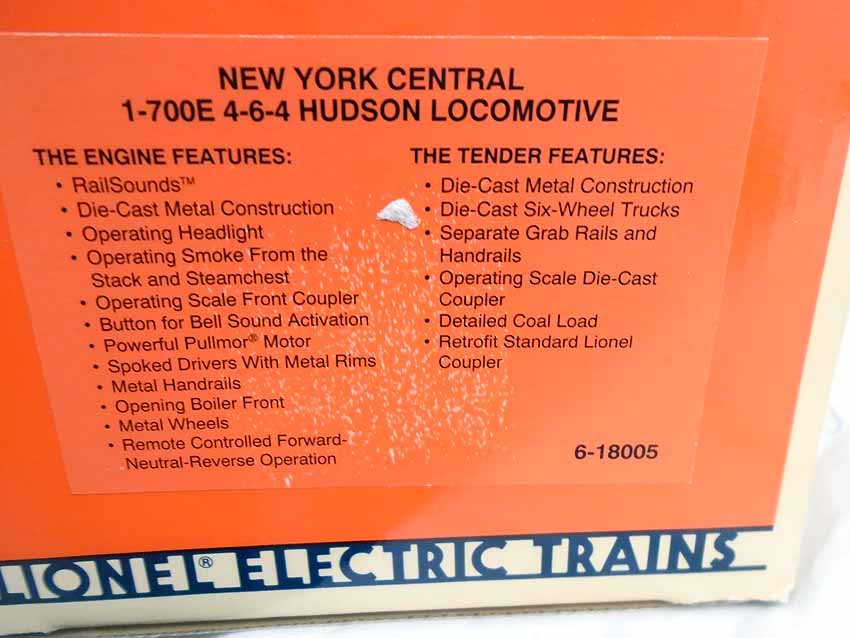 NEW YORK CENTRAL
1-700E 4-6-4 HUDSON LOCOMOTIVE
THE ENGINE FEATURES:
• RailSounds™
• Die-Cast Metal Construction
• Operating Headlight
• Operating Smoke From the
Stack and Steamchest
• Operating Scale Front Coupler
• Button for Bell Sound Activation
• Powerful Pullmor® Motor
• Spoked Drivers With Metal Rims
• Metal Handrails
• Opening Boiler Front
• Metal Wheels
• Remote Controlled Forward-
Neutral-Reverse Operation
THE TENDER FEATURES:
• Die-Cast Metal Construction
• Die-Cast Six-Wheel Trucks
• Separate Grab Rails and
Handrails
• Operating Scale Die-Cast
Coupler
• Detailed Coal Load
• Retrofit Standard Lionel
Coupler
6-18005
LIONEL® ELECTRIC TRAINS